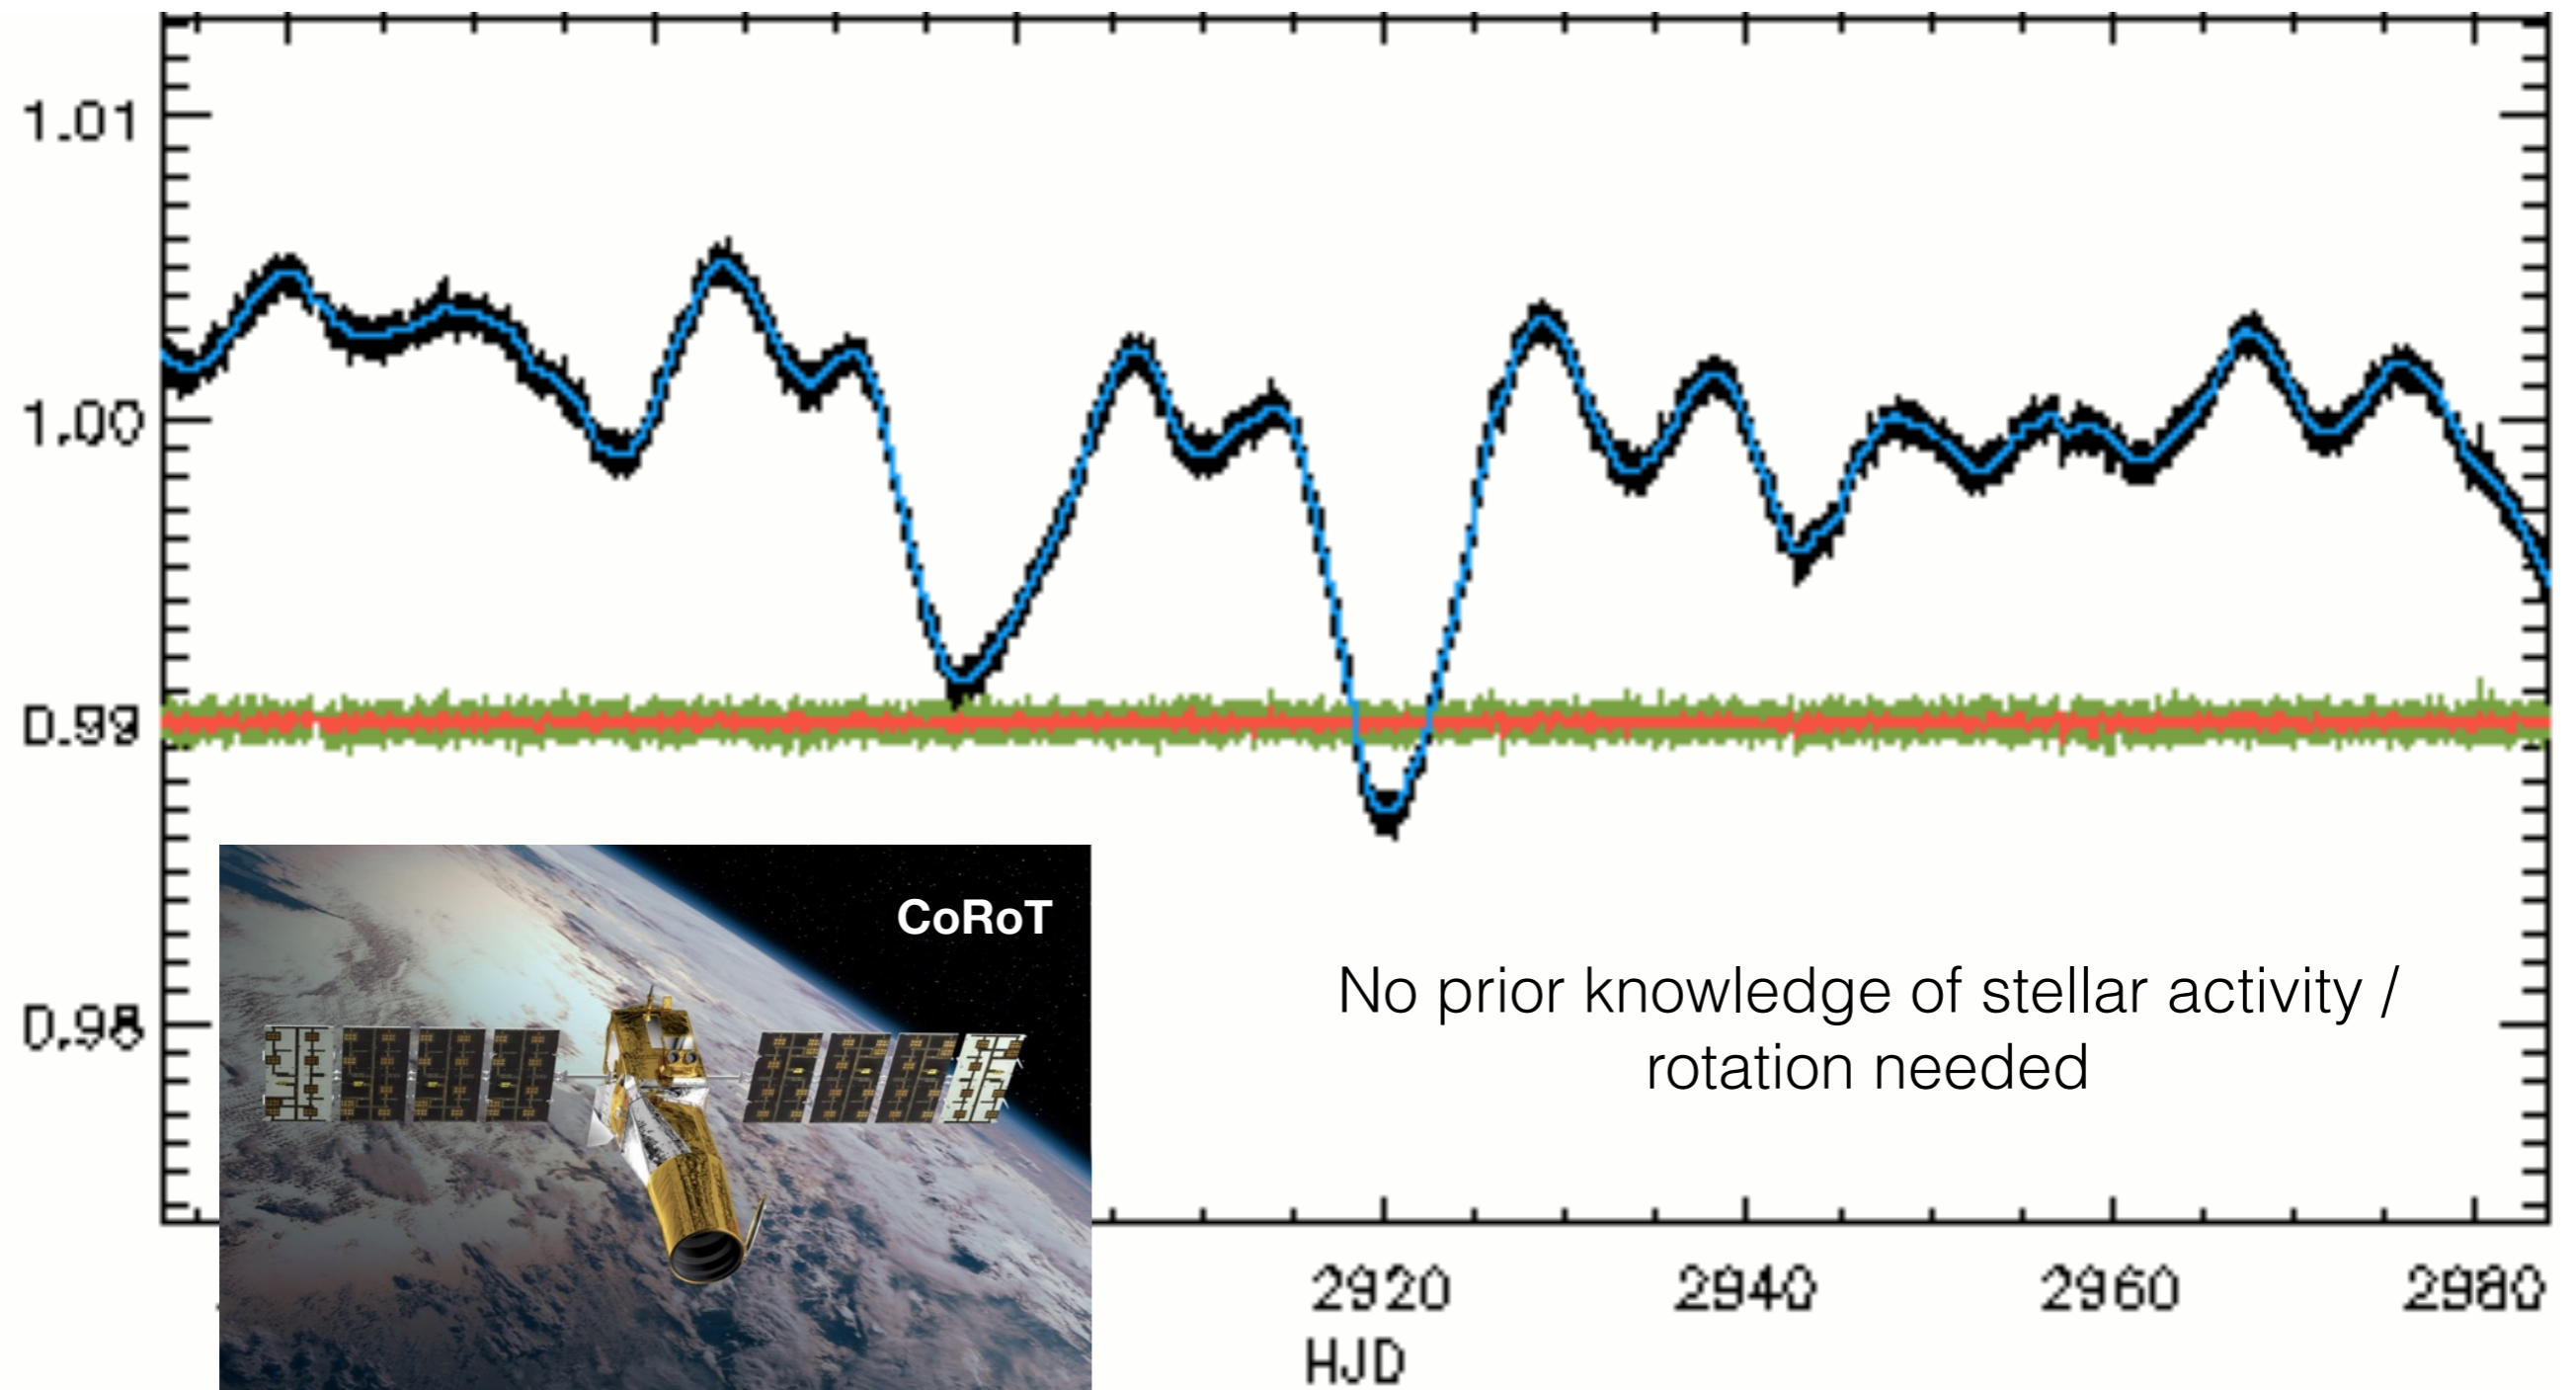 1.01
1.00
0.99
0.98
CoRoT
No prior knowledge of stellar activity /
rotation needed
2920 2940 2960 2980
HJD